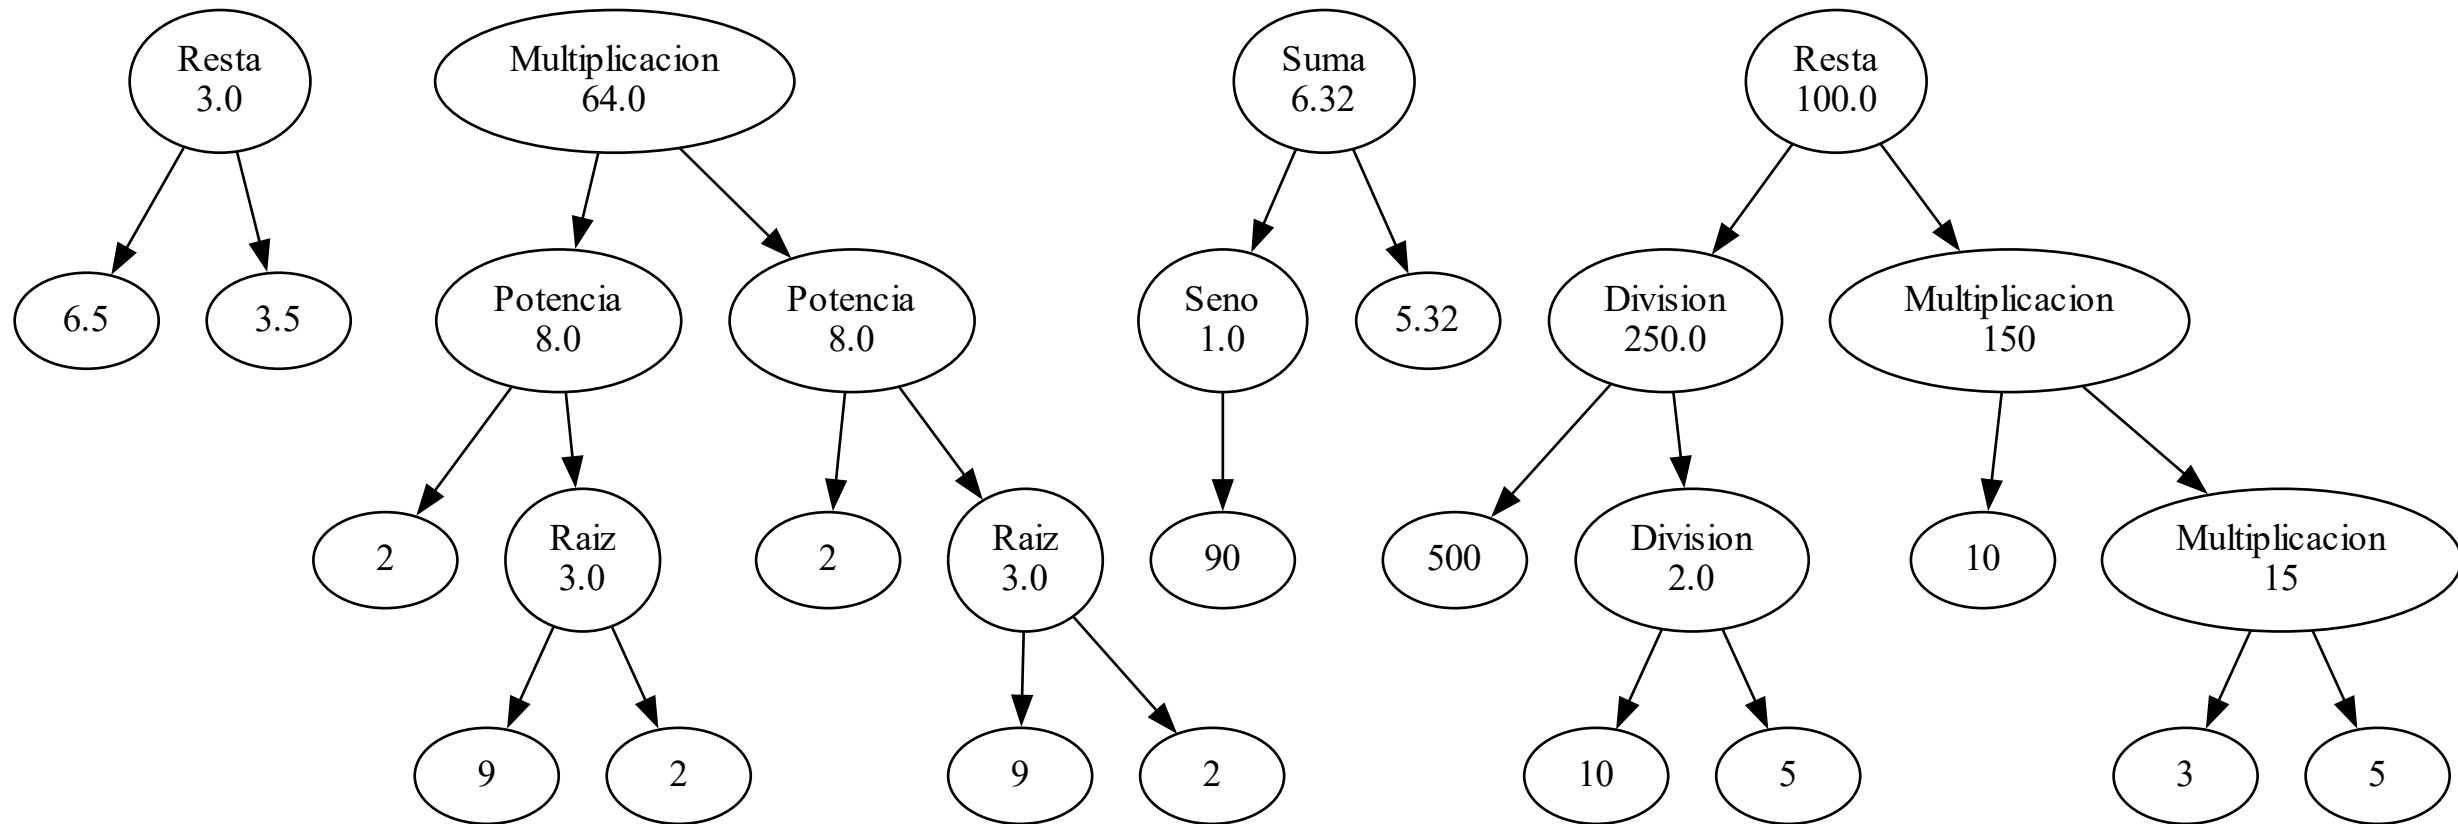 Resta
3.0
Multiplicacion
64.0
Suma
6.32
Resta
100.0
6.5
3.5
Potencia
8.0
Potencia
8.0
Seno
1.0
5.32
Division
250.0
Multiplicacion
150
2
Raiz
3.0
2
Raiz
3.0
90
500
Division
2.0
10
Multiplicacion
15
9
2
9
2
10
5
3
5